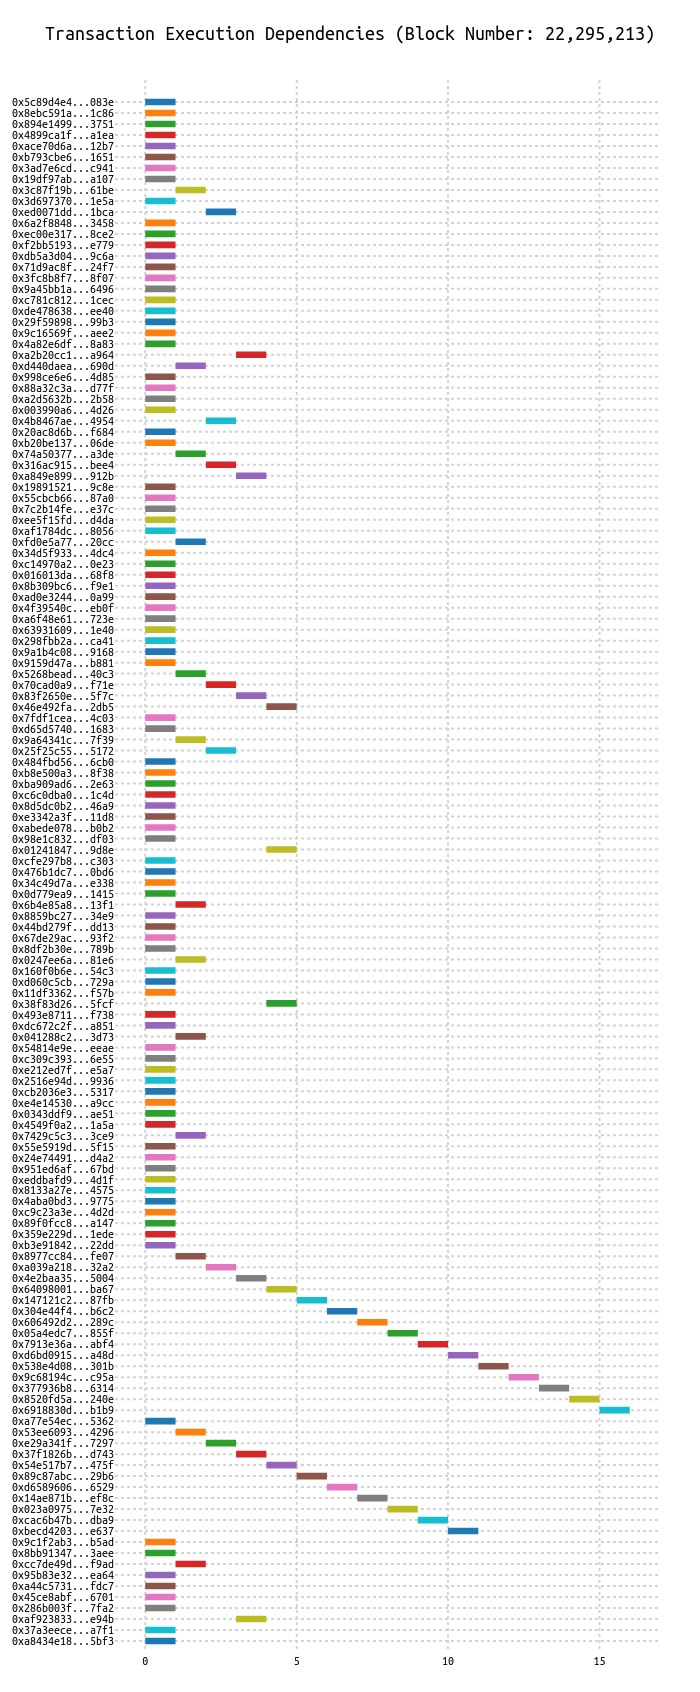 Transaction Execution Dependencies (Block Number: 22,295,213)
0x5c89d4e4...083e
0x8ebc591a...1c86
0x894e1499...3751
0x4899ca1f...a1ea
0xace70d6a...12b7
0xb793cbe6...1651
0x3ad7e6cd...c941
0x19df97ab...a107
0x3c87f19b...61be
0x3d697370...1e5a
0xed0071dd...1bca
0x6a2f8848...3458
0xec00e317...8ce2
0xf2bb5193...e779
0xdb5a3d04...9c6a
0x71d9ac8f...24f7
0x3fc8b8f7...8f07
0x9a45bb1a...6496
0xc781c812...1cec
0xde478638...ee40
0x29f59898...99b3
0x9c16569f...aee2
0x4a82e6df...8a83
0xa2b20cc1...a964
0xd440daea...690d
0x998ce6e6...4d85
0x88a32c3a...d77f
0xa2d5632b...2b58
0x003990a6...4d26
0x4b8467ae...4954
0x20ac8d6b...f684
0xb20be137...06de
0x74a50377...a3de
0x316ac915...bee4
0xa849e899...912b
0x19891521...9c8e
0x55cbcb66...87a0
0x7c2b14fe...e37c
0xee5f15fd...d4da
0xaf1784dc...8056
0xfd0e5a77...20cc
0x34d5f933...4dc4
0xc14970a2...0e23
0x016013da...68f8
0x8b309bc6...f9e1
0xad0e3244...0a99
0x4f39540c...eb0f
0xa6f48e61...723e
0x63931609...1e40
0x298fbb2a...ca41
0x9a1b4c08...9168
0x9159d47a...b881
0x5268bead...40c3
0x70cad0a9...f71e
0x83f2650e...5f7c
0x46e492fa...2db5
0x7fdf1cea...4c03
0xd65d5740...1683
0x9a64341c...7f39
0x25f25c55...5172
0x484fbd56...6cb0
0xb8e500a3...8f38
0xba909ad6...2e63
0xc6c0dba0...1c4d
0x8d5dc0b2...46a9
0xe3342a3f...11d8
0xabede078...b0b2
0x98e1c832...df03
0x01241847...9d8e
0xcfe297b8...c303
0x476b1dc7...0bd6
0x34c49d7a...e338
0x0d779ea9...1415
0x6b4e85a8...13f1
0x8859bc27...34e9
0x44bd279f...dd13
0x67de29ac...93f2
0x8df2b30e...789b
0x0247ee6a...81e6
0x160f0b6e...54c3
0xd060c5cb...729a
0x11df3362...f57b
0x38f83d26...5fcf
0x493e8711...f738
0xdc672c2f...a851
0x041288c2...3d73
0x54814e9e...eeae
0xc309c393...6e55
0xe212ed7f...e5a7
0x2516e94d...9936
0xcb2036e3...5317
0xe4e14530...a9cc
0x0343ddf9...ae51
0x4549f0a2...1a5a
0x7429c5c3...3ce9
0x55e5919d...5f15
0x24e74491...d4a2
0x951ed6af...67bd
0xeddbafd9...4d1f
0x8133a27e...4575
0x4aba0bd3...9775
0xc9c23a3e...4d2d
0x89f0fcc8...a147
0x359e229d...1ede
0xb3e91842...22dd
0x8977cc84...fe07
0xa039a218...32a2
0x4e2baa35...5004
0x64098001...ba67
0x147121c2...87fb
0x304e44f4...b6c2
0x606492d2...289c
0x05a4edc7...855f
0x7913e36a...abf4
0xd6bd0915...a48d
0x538e4d08...301b
0x9c68194c...c95a
0x377936b8...6314
0x8520fd5a...240e
0x6918830d...b1b9
0xa77e54ec...5362
0x53ee6093...4296
0xe29a341f...7297
0x37f1826b...d743
0x54e517b7...475f
0x89c87abc...29b6
0xd6589606...6529
0x14ae871b...ef8c
0x023a0975...7e32
0xcac6b47b...dba9
0xbecd4203...e637
0x9c1f2ab3...b5ad
0x8bb91347...3aee
0xcc7de49d...f9ad
0x95b83e32...ea64
0xa44c5731...fdc7
0x45ce8abf...6701
0x286b003f...7fa2
0xaf923833...e94b
0x37a3eece...a7f1
0xa8434e18...5bf3
0 5 10 15